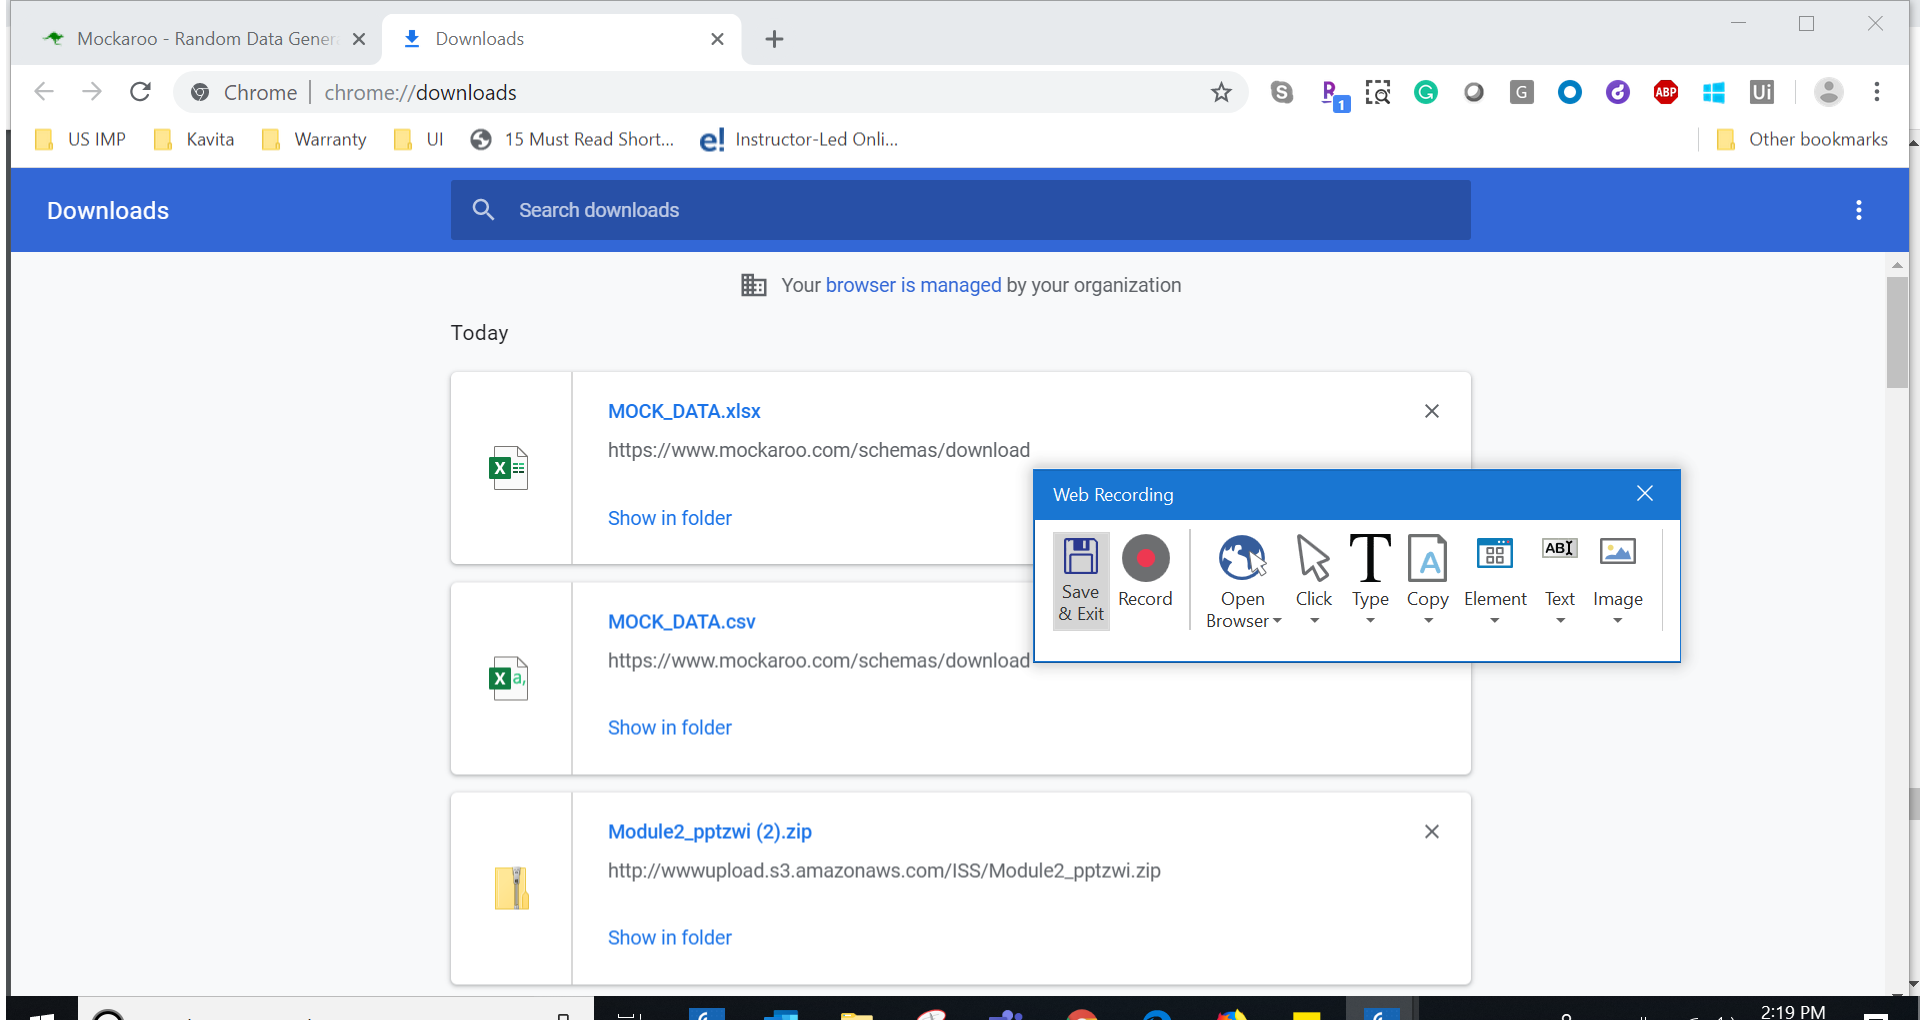 Mockaroo - Random Data Gener
Downloads
Chrome
chrome://downloads
1
G
ABP
Ui
US IMP
Kavita
Warranty
UI
15 Must Read Short...
e!
Instructor-Led Onli...
Other bookmarks
Downloads
Search downloads
Your browser is managed by your organization
Today
MOCK_DATA.xlsx
https://www.mockaroo.com/schemas/download
Show in folder
Web Recording
Save & Exit
Record
Open Browser
Click
Type
Copy
Element
Text
Image
MOCK_DATA.csv
https://www.mockaroo.com/schemas/download
Show in folder
Module2_pptzwi (2).zip
http://wwwupload.s3.amazonaws.com/ISS/Module2_pptzwi.zip
Show in folder
2:19 PM